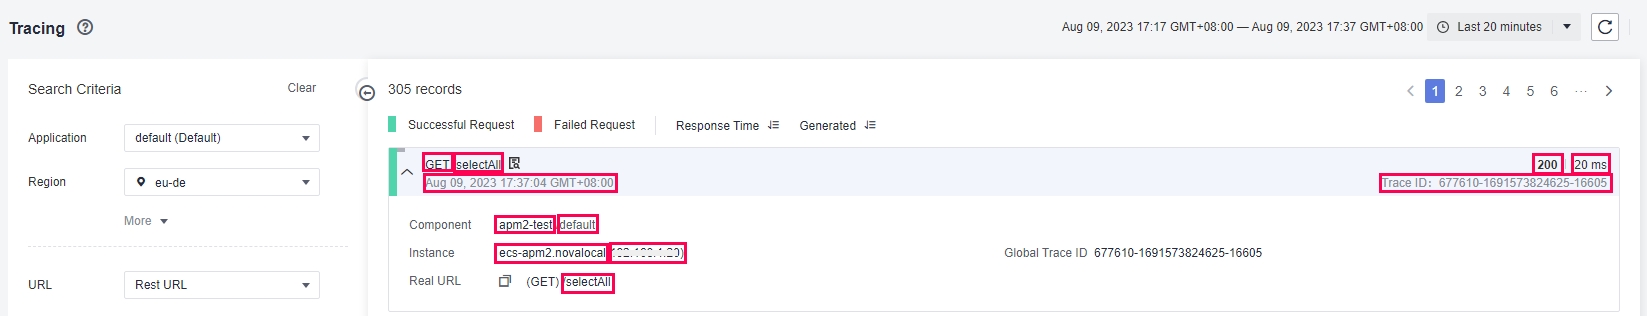 Tracing
Aug 09, 2023 17:17 GMT+08:00 — Aug 09, 2023 17:37 GMT+08:00 Last 20 minutes
Search Criteria Clear
Application default (Default)
Region eu-de
More
URL Rest URL
305 records
1 2 3 4 5 6 ...
Successful Request Failed Request Response Time Generated
GET /selectAll 200 20 ms
Aug 09, 2023 17:37:04 GMT+08:00 Trace ID: 677610-1691573824625-16605
Component apm2-test default
Instance ecs-apm2.novalocal Global Trace ID 677610-1691573824625-16605
Real URL (GET) /selectAll